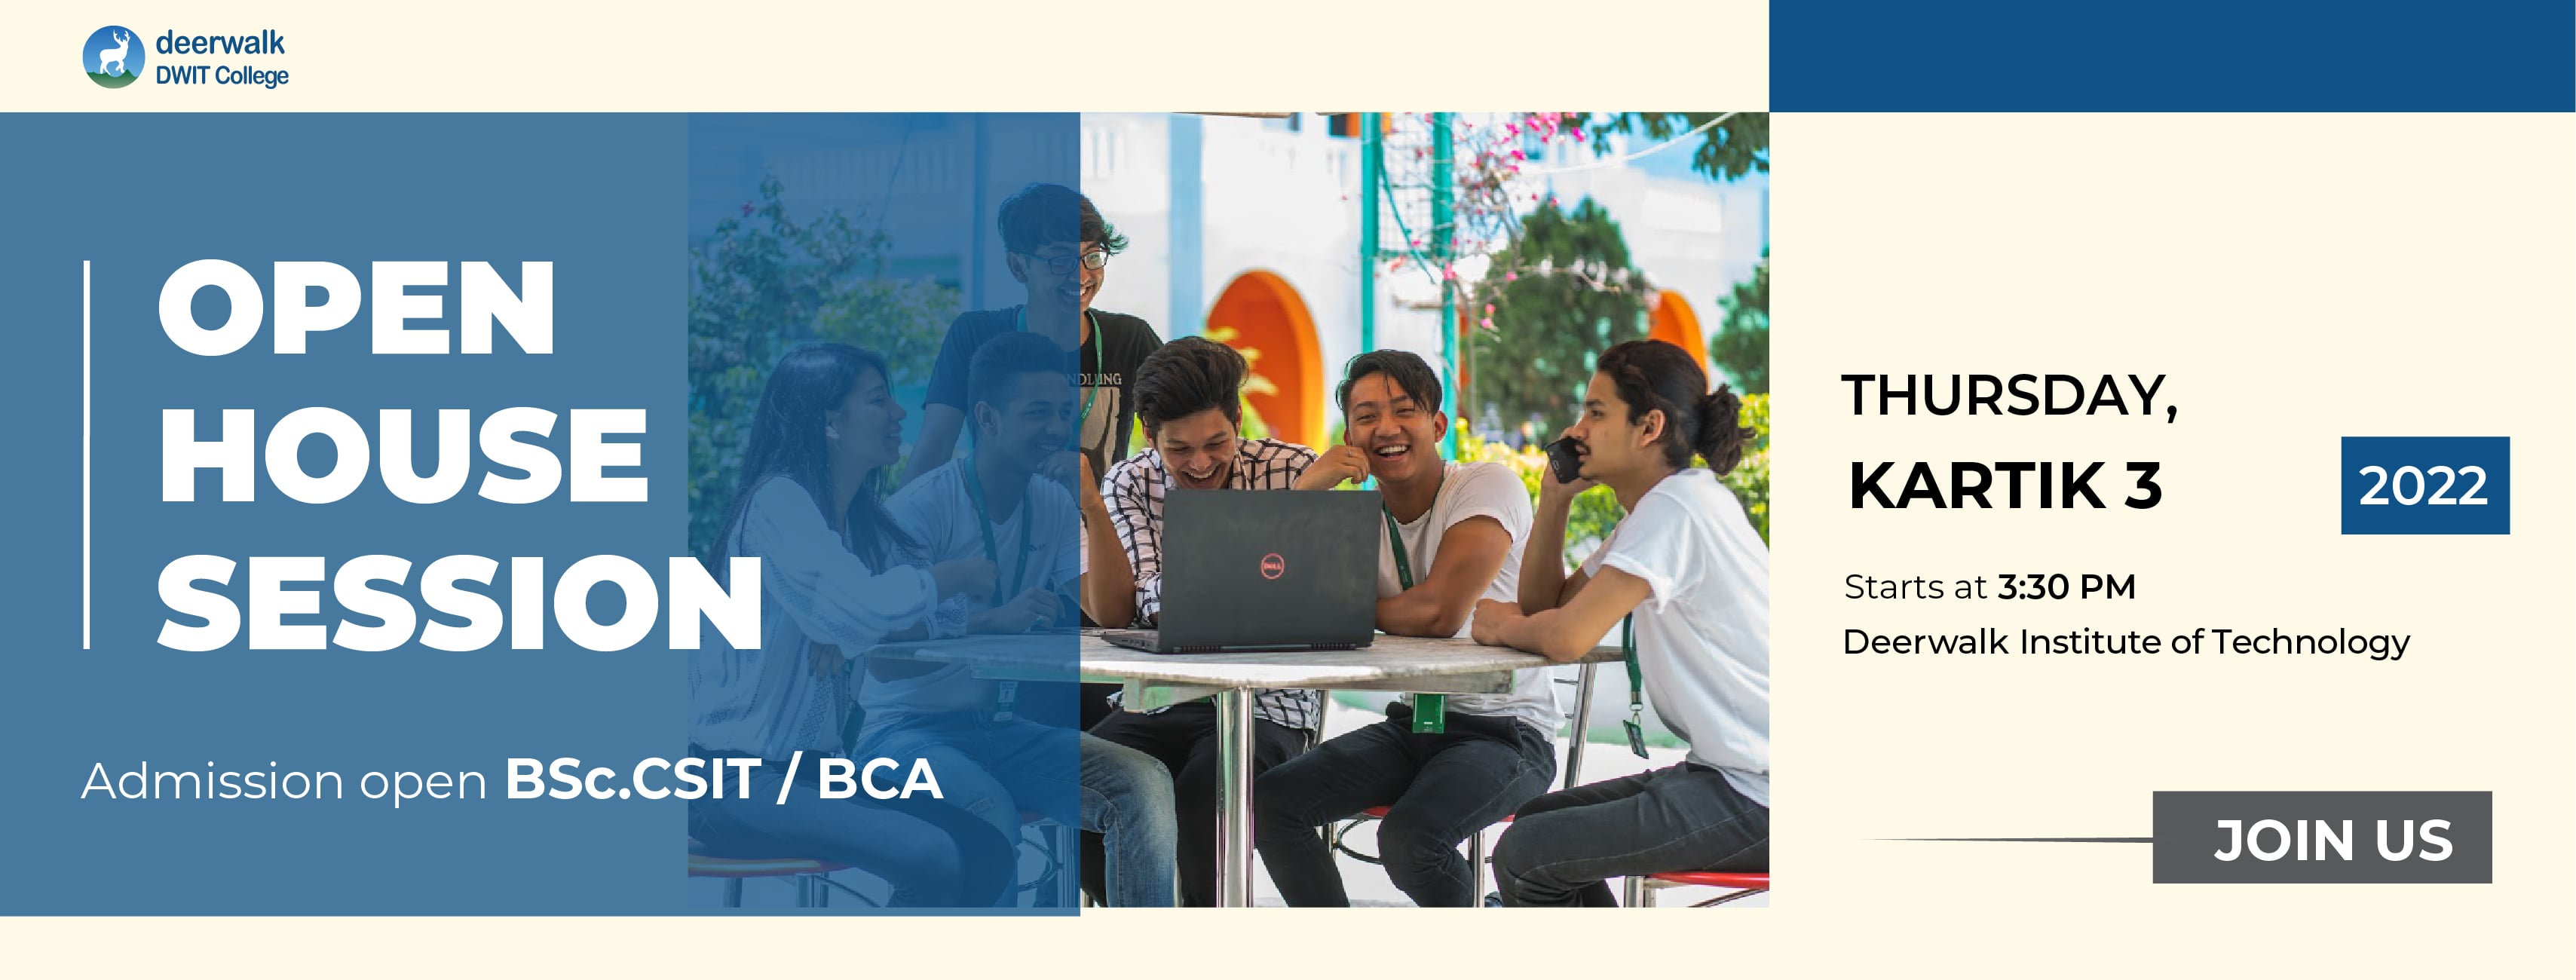 deerwalk
DWIT College
OPEN
HOUSE
SESSION
Admission open BSc.CSIT / BCA
THURSDAY,
KARTIK 3
2022
Starts at 3:30 PM
Deerwalk Institute of Technology
JOIN US
DELL